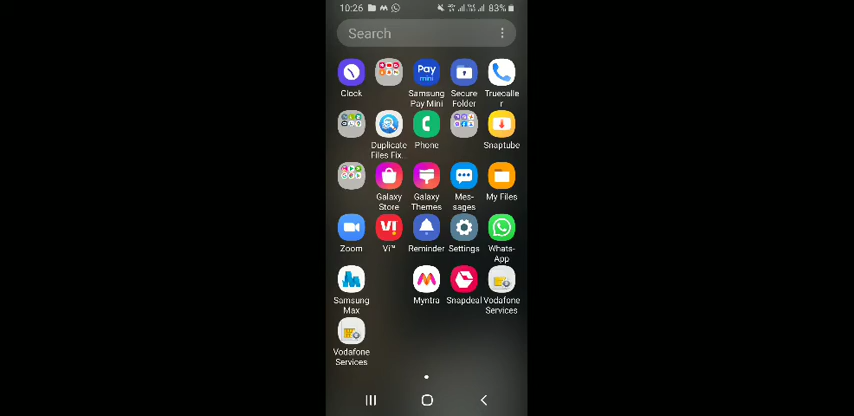 10:26
83%
Search
Clock
Pay
mini
Samsung
Pay Mini
Secure
Folder
Truecalle
r
Duplicate
Files Fix...
Phone
Snaptube
Galaxy
Store
Galaxy
Themes
Mes-
sages
My Files
Zoom
VI
Vi™
Reminder
Settings
Whats-
App
Samsung
Max
Myntra
Snapdeal
Vodafone
Services
Vodafone
Services